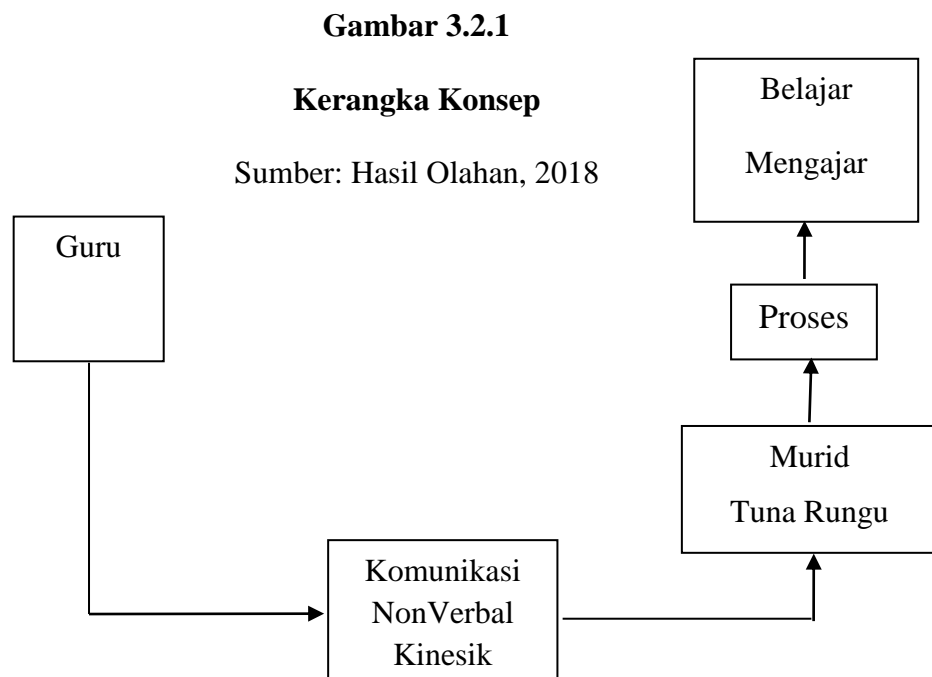 Gambar 3.2.1
Kerangka Konsep
Sumber: Hasil Olahan, 2018
Guru
Komunikasi
NonVerbal
Kinesik
Murid
Tuna Rungu
Proses
Belajar
Mengajar